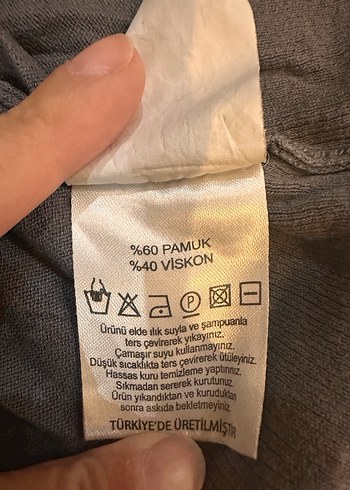 %60 PAMUK
%40 VİSKON
P
Ürünü elde ılık suyla ve şampuanla
ters çevirerek yıkayınız.
Çamaşır suyu kullanmayınız.
Düşük sıcaklıkta ters çevirerek ütüleyiniz.
Hassas kuru temizleme yaptırınız.
Sıkmadan sererek kurutunuz.
Ürün yıkandıktan ve kuruduktan
sonra askıda bekletmeyiniz.
TÜRKİYE'DE ÜRETİLMİŞTİR